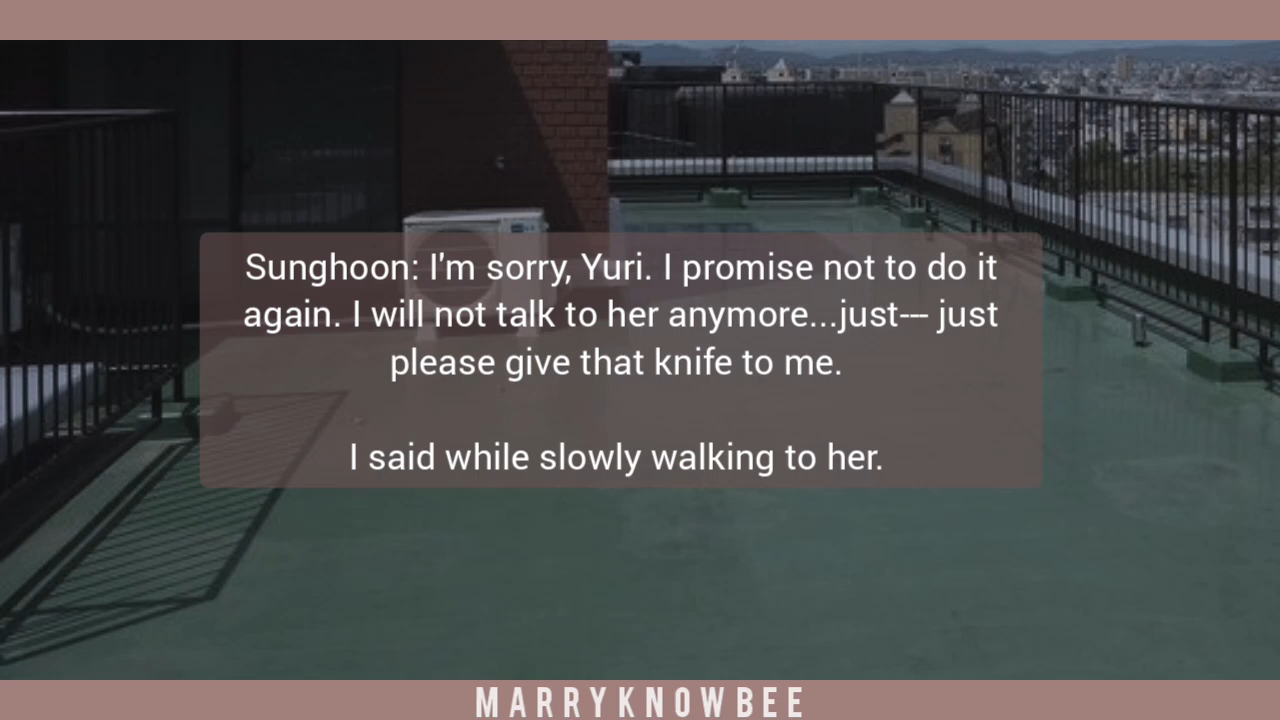 Sunghoon: I'm sorry, Yuri. I promise not to do it
again. I will not talk to her anymore...just--- just
please give that knife to me.
I said while slowly walking to her.
MARRYKNOWBEE